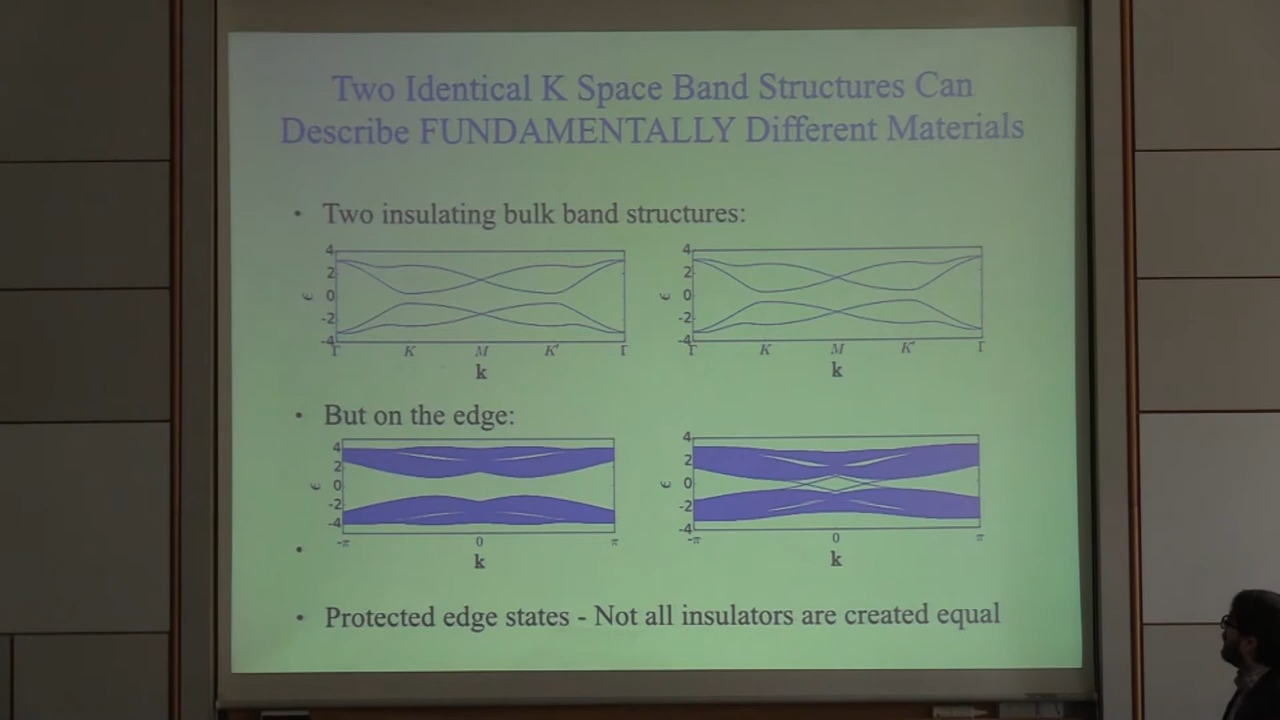 Two Identical K Space Band Structures Can
Describe FUNDAMENTALLY Different Materials
• Two insulating bulk band structures:
4
2
0
-2
-4
ϵ
Γ K M K' Γ
k
4
2
0
-2
-4
ϵ
Γ K M K' Γ
k
• But on the edge:
4
2
0
-2
-4
ϵ
-π 0 π
k
4
2
0
-2
-4
ϵ
-π 0 π
k
•
• Protected edge states - Not all insulators are created equal